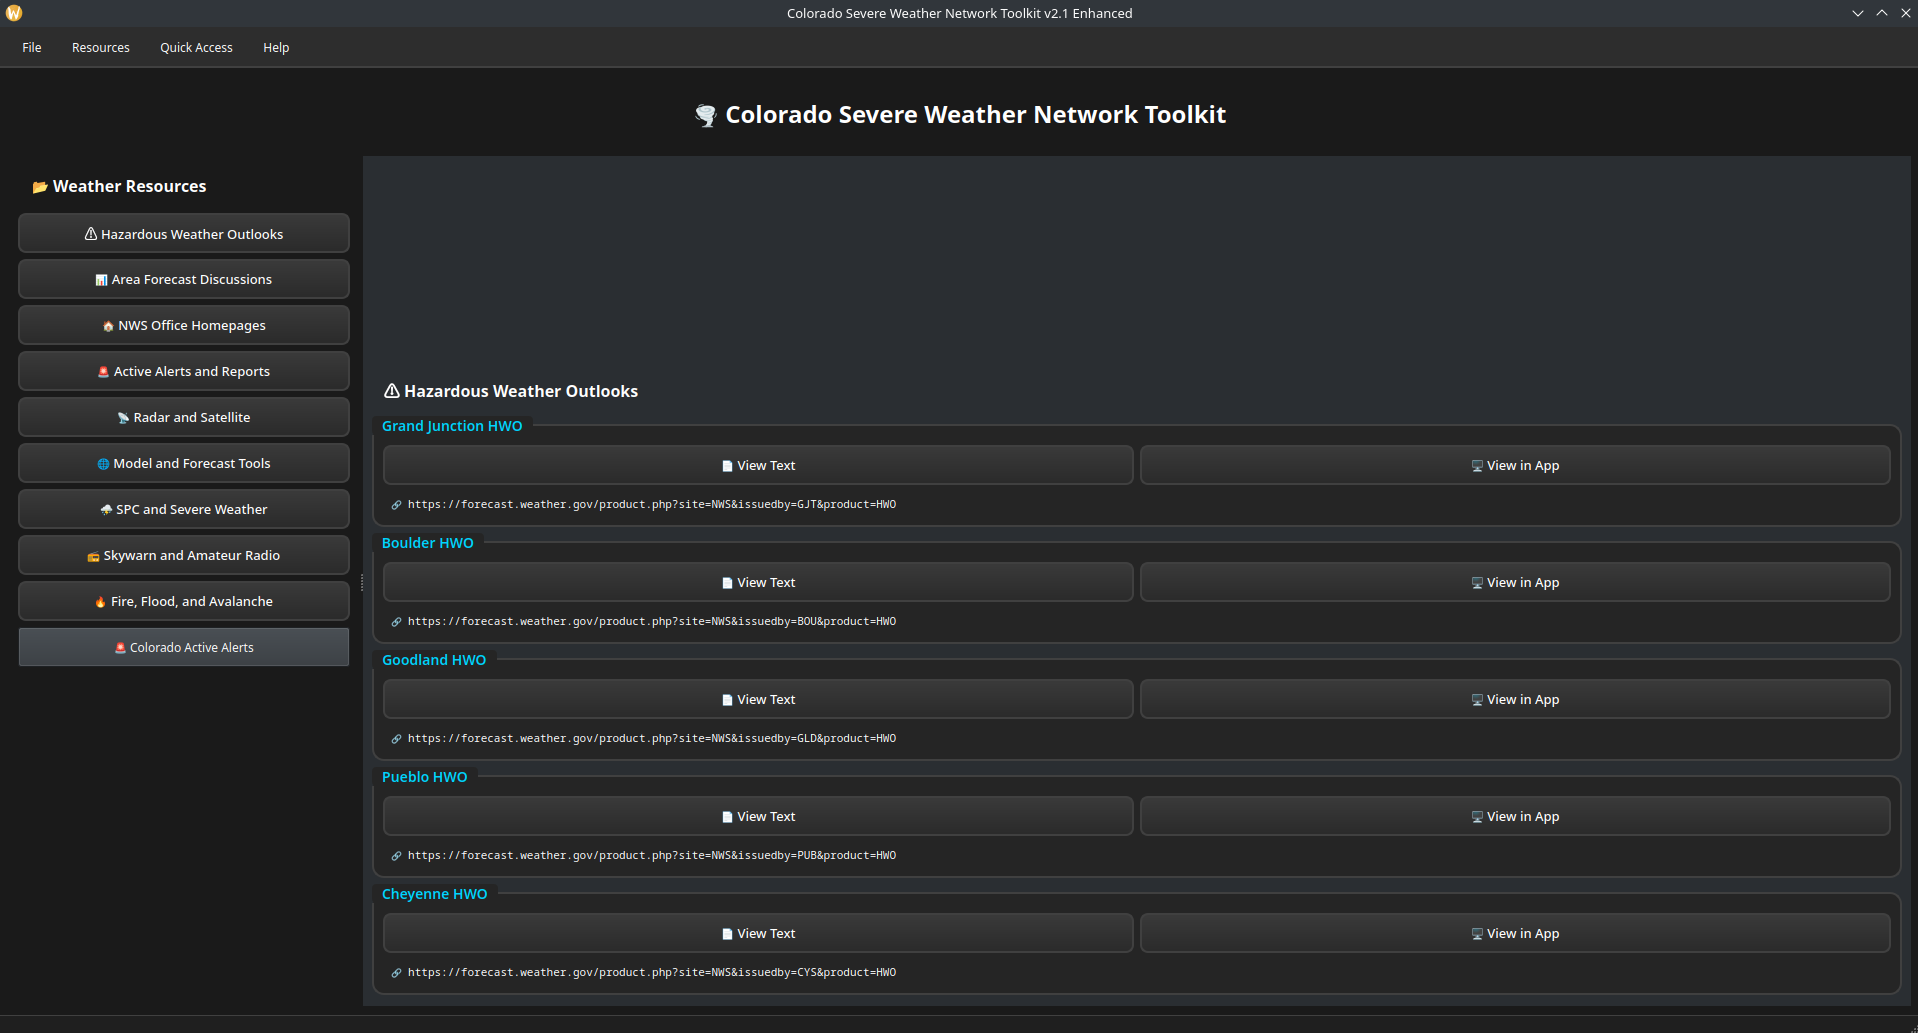 Colorado Severe Weather Network Toolkit v2.1 Enhanced
File Resources Quick Access Help
Colorado Severe Weather Network Toolkit
Weather Resources
Hazardous Weather Outlooks
Area Forecast Discussions
NWS Office Homepages
Active Alerts and Reports
Radar and Satellite
Model and Forecast Tools
SPC and Severe Weather
Skywarn and Amateur Radio
Fire, Flood, and Avalanche
Colorado Active Alerts
Hazardous Weather Outlooks
Grand Junction HWO
View Text View in App
https://forecast.weather.gov/product.php?site=NWS&issuedby=GJT&product=HWO
Boulder HWO
View Text View in App
https://forecast.weather.gov/product.php?site=NWS&issuedby=BOU&product=HWO
Goodland HWO
View Text View in App
https://forecast.weather.gov/product.php?site=NWS&issuedby=GLD&product=HWO
Pueblo HWO
View Text View in App
https://forecast.weather.gov/product.php?site=NWS&issuedby=PUB&product=HWO
Cheyenne HWO
View Text View in App
https://forecast.weather.gov/product.php?site=NWS&issuedby=CYS&product=HWO